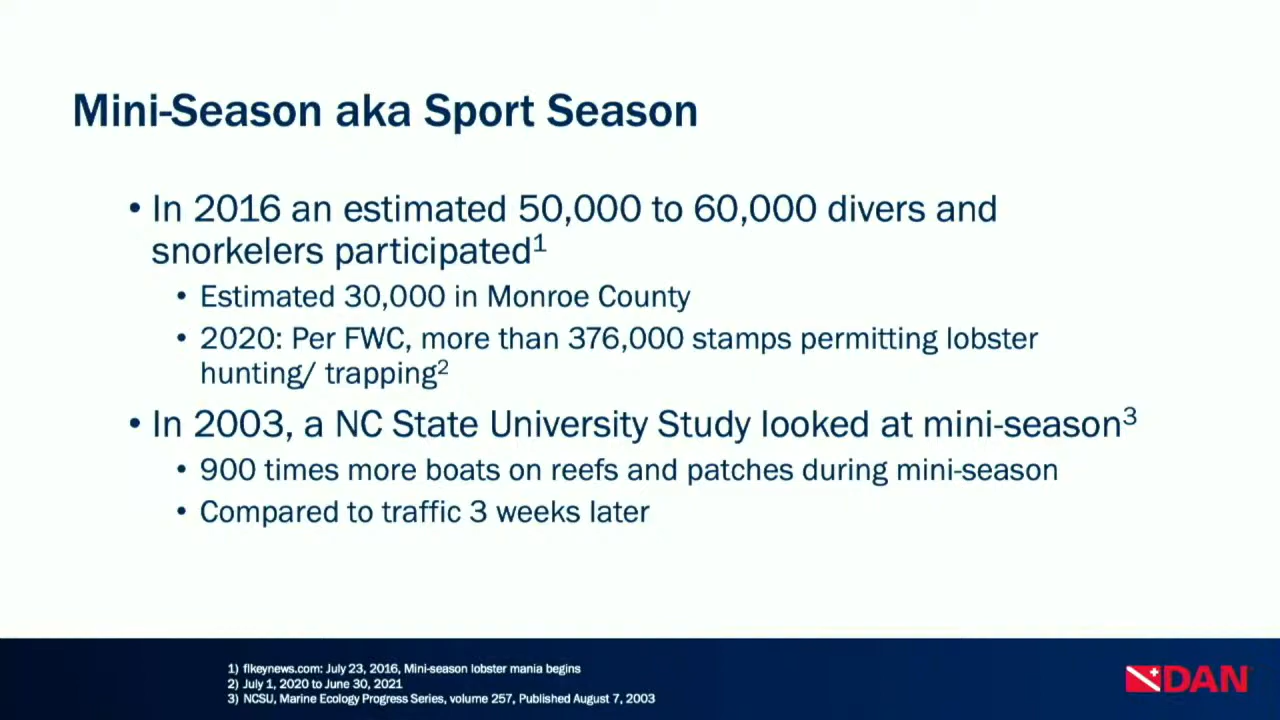 Mini-Season aka Sport Season
• In 2016 an estimated 50,000 to 60,000 divers and
snorkelers participated¹
• Estimated 30,000 in Monroe County
• 2020: Per FWC, more than 376,000 stamps permitting lobster
hunting/ trapping²
• In 2003, a NC State University Study looked at mini-season³
• 900 times more boats on reefs and patches during mini-season
• Compared to traffic 3 weeks later
1) flkeynews.com: July 23, 2016, Mini-season lobster mania begins
2) July 1, 2020 to June 30, 2021
3) NCSU, Marine Ecology Progress Series, volume 257, Published August 7, 2003
DAN